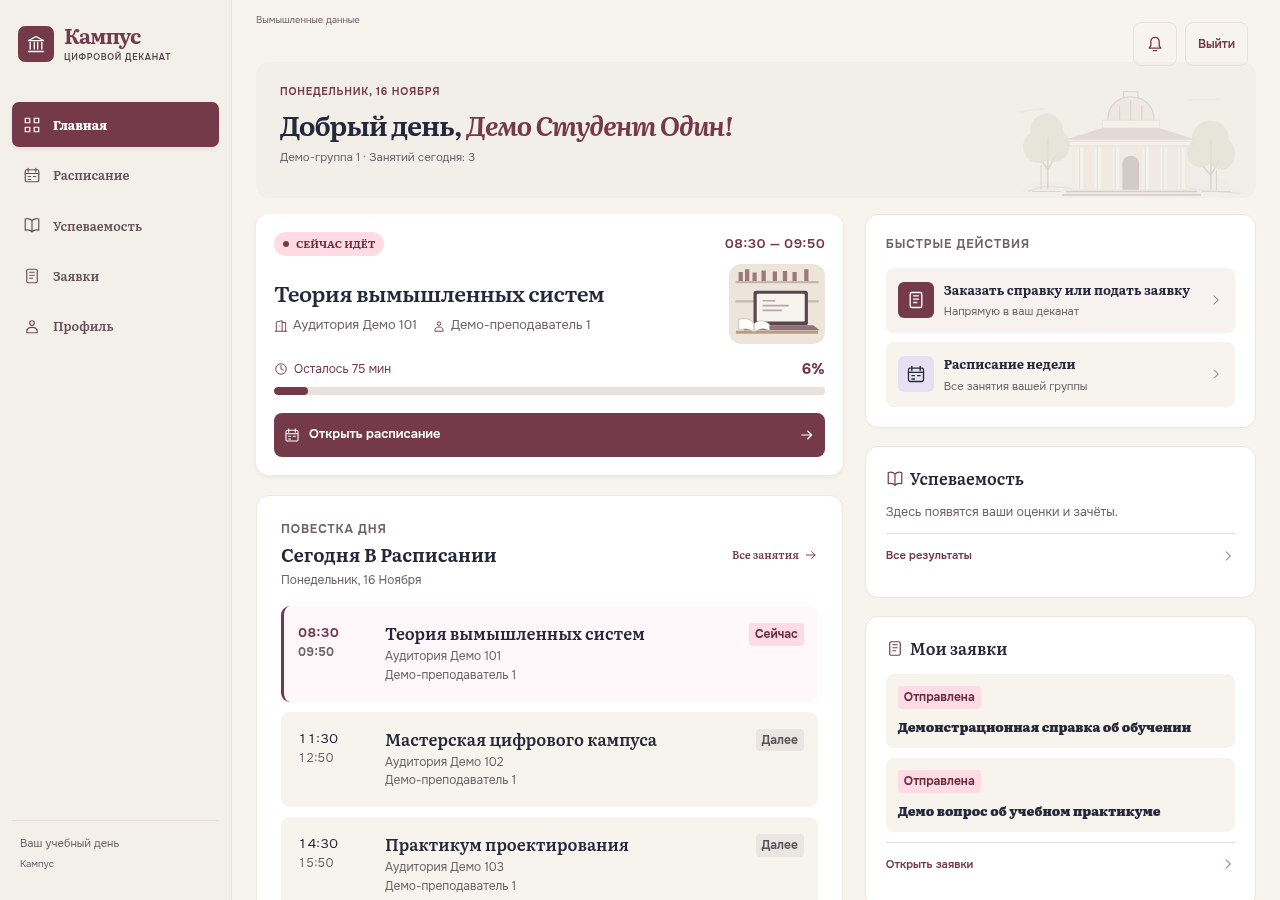 Кампус
ЦИФРОВОЙ ДЕКАНАТ
Главная
Расписание
Успеваемость
Заявки
Профиль
Ваш учебный день
Кампус
Вымышленные данные
Выйти
ПОНЕДЕЛЬНИК, 16 НОЯБРЯ
Добрый день, Демо Студент Один!
Демо-группа 1 · Занятий сегодня: 3
СЕЙЧАС ИДЁТ
08:30 — 09:50
Теория вымышленных систем
Аудитория Демо 101 Демо-преподаватель 1
Осталось 75 мин
6%
Открыть расписание
ПОВЕСТКА ДНЯ
Сегодня В Расписании
Все занятия
Понедельник, 16 Ноября
08:30
09:50
Теория вымышленных систем
Аудитория Демо 101
Демо-преподаватель 1
Сейчас
11:30
12:50
Мастерская цифрового кампуса
Аудитория Демо 102
Демо-преподаватель 1
Далее
14:30
15:50
Практикум проектирования
Аудитория Демо 103
Демо-преподаватель 1
Далее
БЫСТРЫЕ ДЕЙСТВИЯ
Заказать справку или подать заявку
Напрямую в ваш деканат
Расписание недели
Все занятия вашей группы
Успеваемость
Здесь появятся ваши оценки и зачёты.
Все результаты
Мои заявки
Отправлена
Демонстрационная справка об обучении
Отправлена
Демо вопрос об учебном практикуме
Открыть заявки